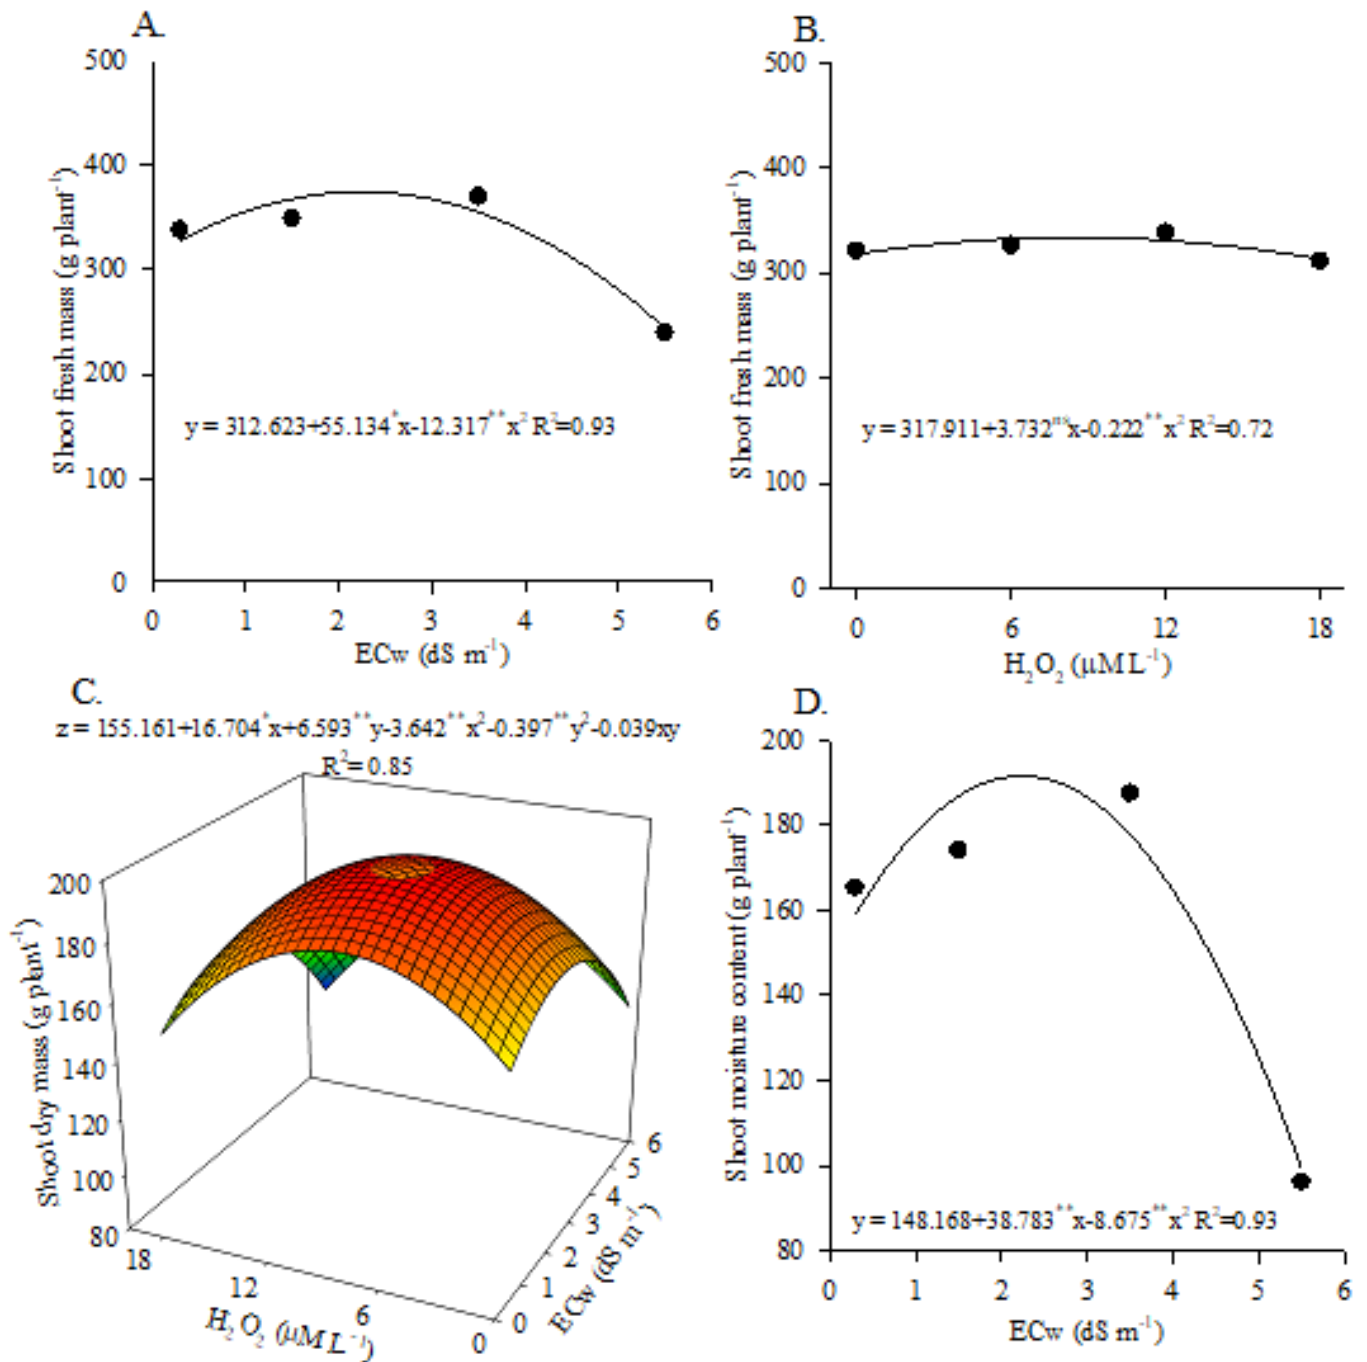 A.
500
400
300
200
100
0
Shoot fresh mass (g plant⁻¹)
y = 312.623+55.134*x-12.317**x² R²=0.93
0 1 2 3 4 5 6
ECw (dS m⁻¹)
B.
500
400
300
200
100
0
Shoot fresh mass (g plant⁻¹)
y = 317.911+3.732ⁿˢx-0.222**x² R²=0.72
0 6 12 18
H₂O₂ (μM L⁻¹)
C.
z = 155.161+16.704*x+6.593**y-3.642**x²-0.397**y²-0.039xy
R²= 0.85
200
180
160
140
120
100
80
Shoot dry mass (g plant⁻¹)
18 12 6 0
H₂O₂ (μM L⁻¹)
0 1 2 3 4 5 6
ECw (dS m⁻¹)
D.
200
180
160
140
120
100
80
Shoot moisture content (g plant⁻¹)
y = 148.168+38.783**x-8.675**x² R²=0.93
0 1 2 3 4 5 6
ECw (dS m⁻¹)